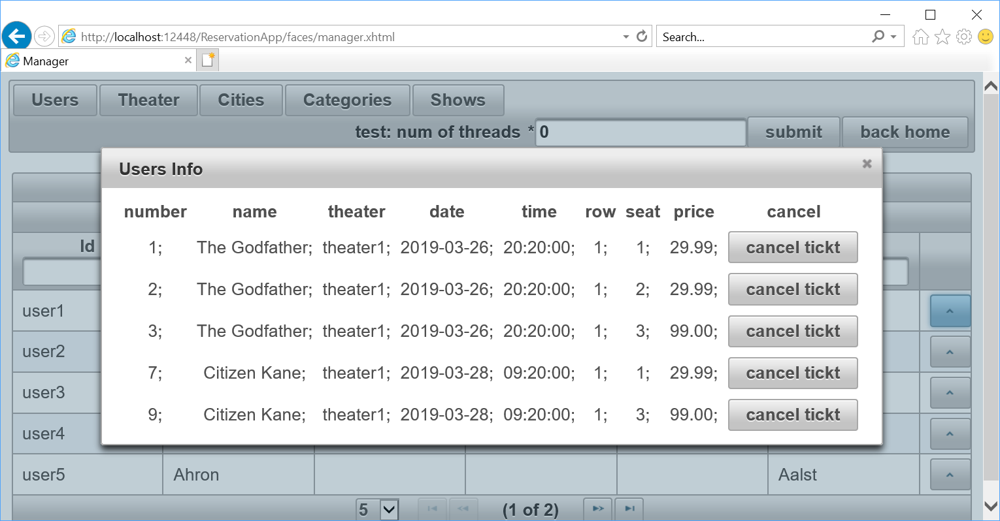 http://localhost:12448/ReservationApp/faces/manager.xhtml
Search...
Manager
Users Theater Cities Categories Shows
test: num of threads * 0 submit back home
Users Info
number name theater date time row seat price cancel
1; The Godfather; theater1; 2019-03-26; 20:20:00; 1; 1; 29.99; cancel tickt
2; The Godfather; theater1; 2019-03-26; 20:20:00; 1; 2; 29.99; cancel tickt
3; The Godfather; theater1; 2019-03-26; 20:20:00; 1; 3; 99.00; cancel tickt
7; Citizen Kane; theater1; 2019-03-28; 09:20:00; 1; 1; 29.99; cancel tickt
9; Citizen Kane; theater1; 2019-03-28; 09:20:00; 1; 3; 99.00; cancel tickt
Id
user1
user2
user3
user4
user5 Ahron Aalst
5 (1 of 2)